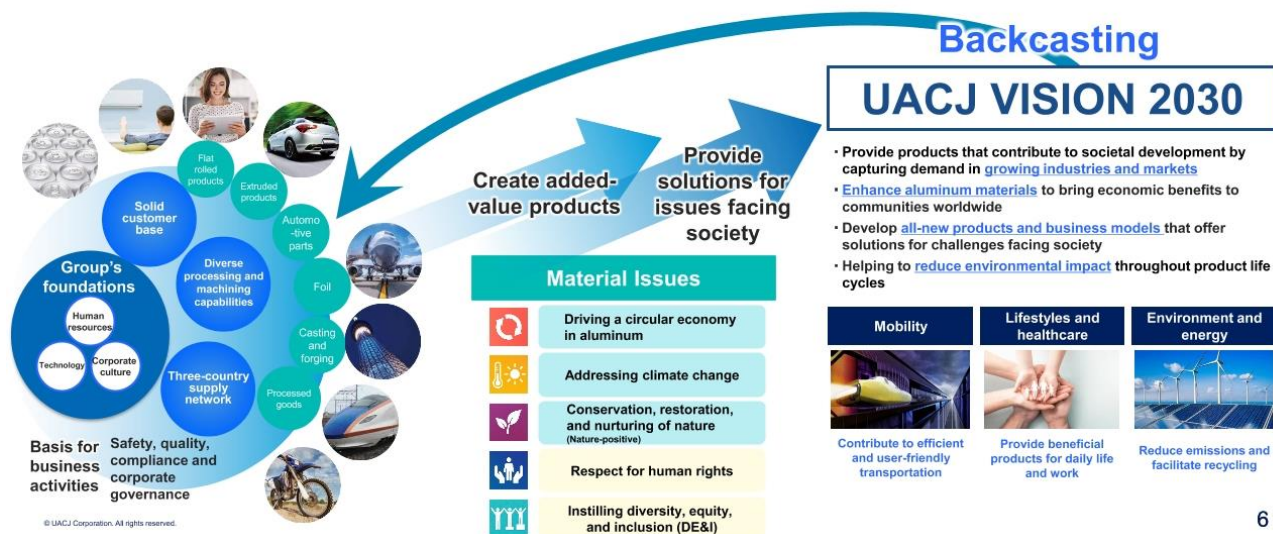 Backcasting
UACJ VISION 2030
· Provide products that contribute to societal development by
capturing demand in growing industries and markets
· Enhance aluminum materials to bring economic benefits to
communities worldwide
· Develop all-new products and business models that offer
solutions for challenges facing society
· Helping to reduce environmental impact throughout product life
cycles
Mobility
Contribute to efficient
and user-friendly
transportation
Lifestyles and
healthcare
Provide beneficial
products for daily life
and work
Environment and
energy
Reduce emissions and
facilitate recycling
Create added-
value products
Provide
solutions for
issues facing
society
Material Issues
Driving a circular economy
in aluminum
Addressing climate change
Conservation, restoration,
and nurturing of nature
(Nature-positive)
Respect for human rights
Instilling diversity, equity,
and inclusion (DE&I)
Flat
rolled
products
Extruded
products
Automo
-tive
parts
Foil
Casting
and
forging
Processed
goods
Solid
customer
base
Diverse
processing and
machining
capabilities
Three-country
supply
network
Group's
foundations
Human
resources
Technology
Corporate
culture
Basis for
business
activities
Safety, quality,
compliance and
corporate
governance
© UACJ Corporation. All rights reserved.
6